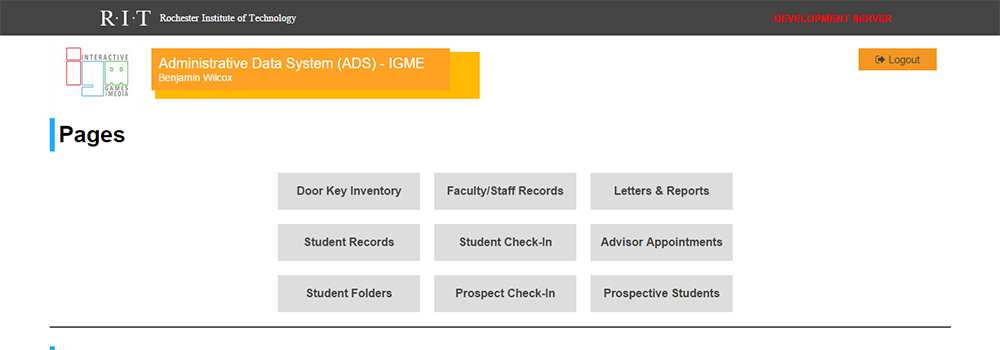 R·I·T Rochester Institute of Technology
DEVELOPMENT SERVER
INTERACTIVE
GAMES
&MEDIA
Administrative Data System (ADS) - IGME
Benjamin Wilcox
Logout
Pages
Door Key Inventory
Faculty/Staff Records
Letters & Reports
Student Records
Student Check-In
Advisor Appointments
Student Folders
Prospect Check-In
Prospective Students